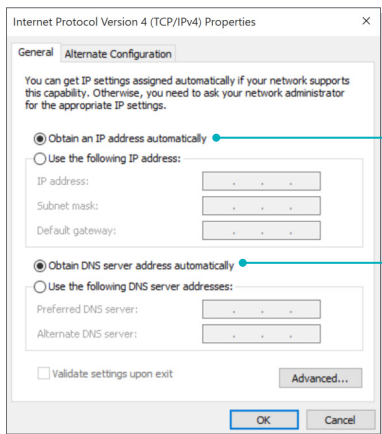 Internet Protocol Version 4 (TCP/IPv4) Properties
General
Alternate Configuration
You can get IP settings assigned automatically if your network supports
this capability. Otherwise, you need to ask your network administrator
for the appropriate IP settings.
Obtain an IP address automatically
Use the following IP address:
IP address:
Subnet mask:
Default gateway:
Obtain DNS server address automatically
Use the following DNS server addresses:
Preferred DNS server:
Alternate DNS server:
Validate settings upon exit
Advanced...
OK
Cancel